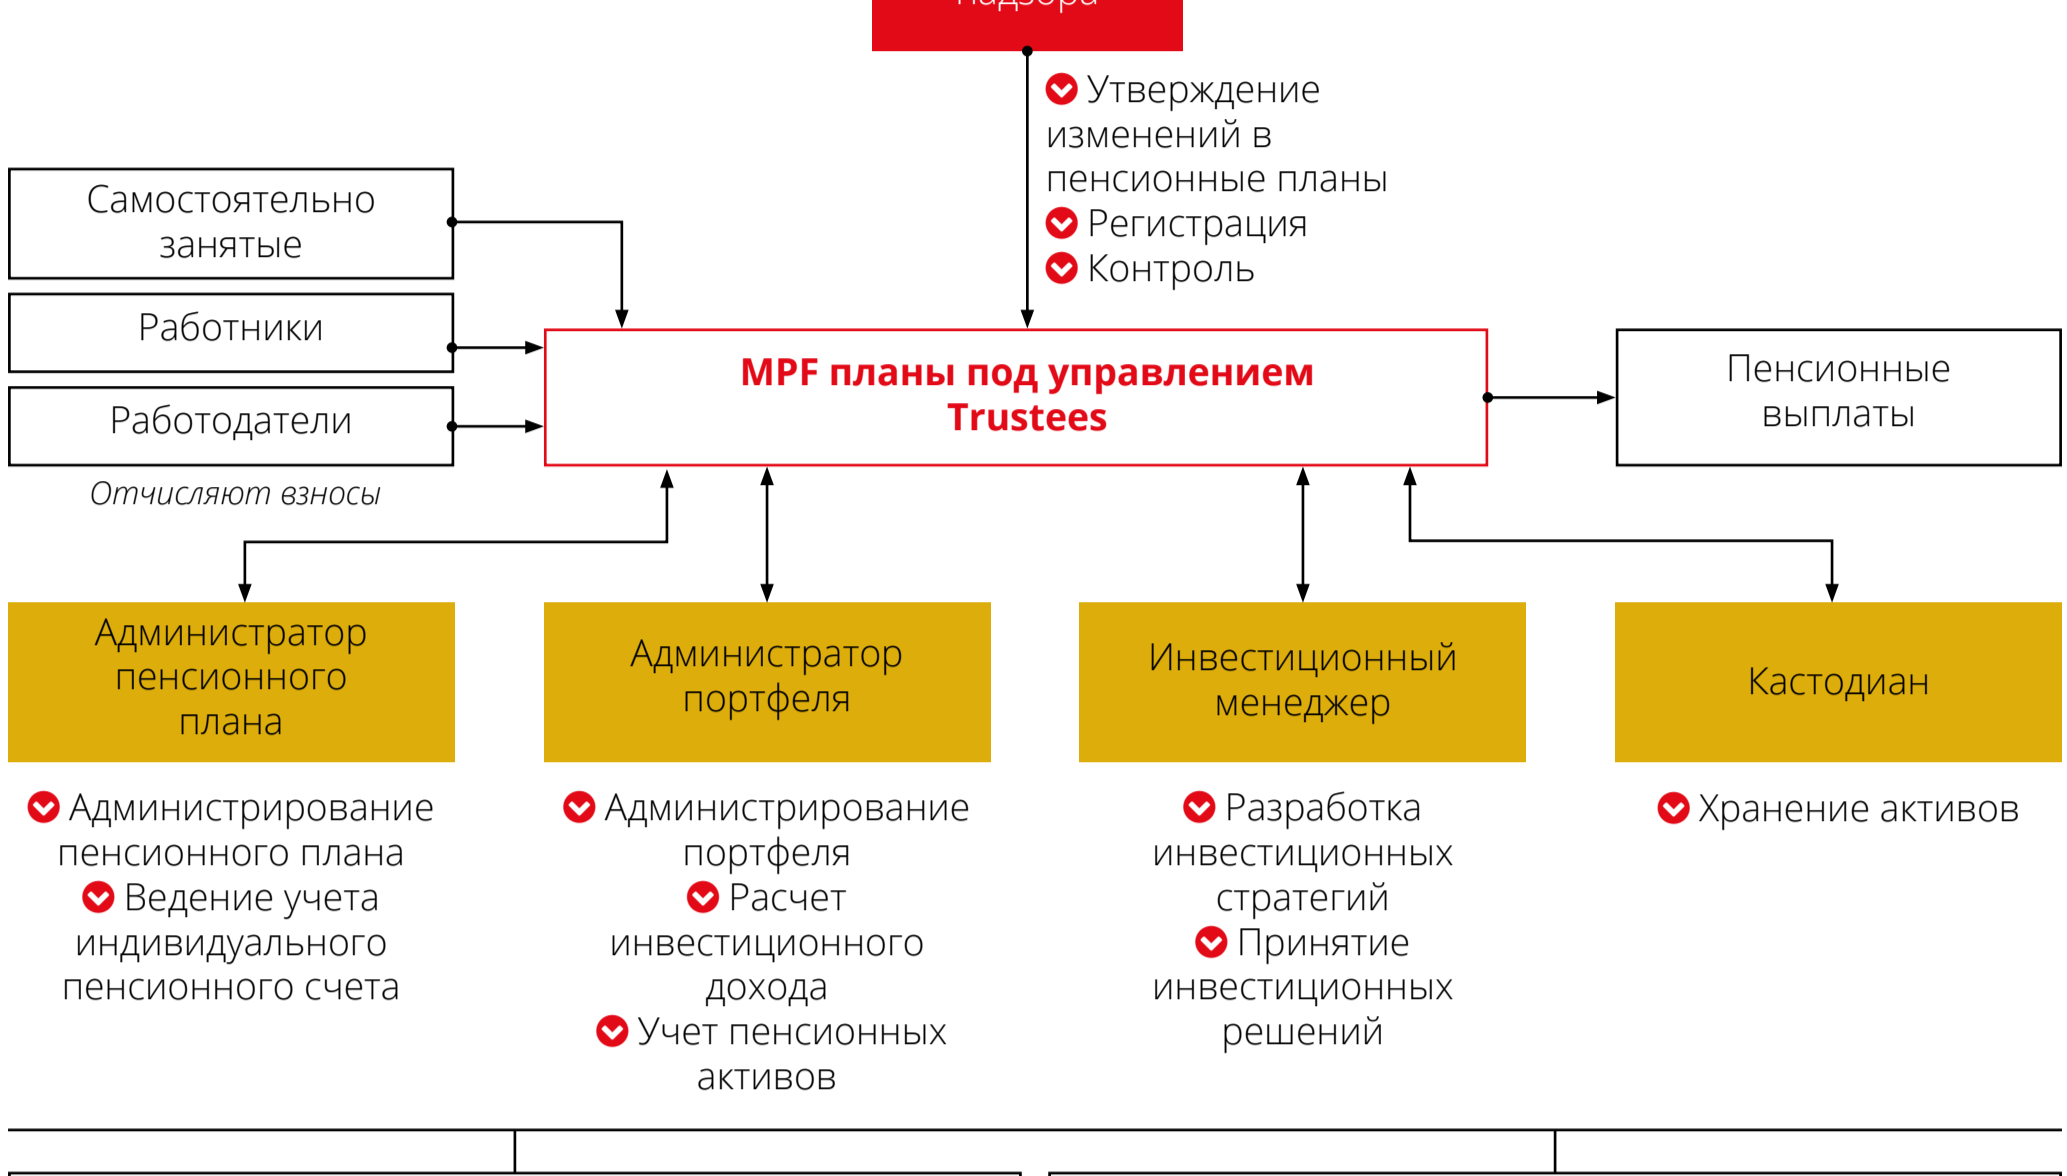 надзора
Утверждение
изменений в
пенсионные планы
Регистрация
Контроль
Самостоятельно
занятые
Работники
Работодатели
Отчисляют взносы
MPF планы под управлением
Trustees
Пенсионные
выплаты
Администратор
пенсионного
плана
Администрирование
пенсионного плана
Ведение учета
индивидуального
пенсионного счета
Администратор
портфеля
Администрирование
портфеля
Расчет
инвестиционного
дохода
Учет пенсионных
активов
Инвестиционный
менеджер
Разработка
инвестиционных
стратегий
Принятие
инвестиционных
решений
Кастодиан
Хранение активов